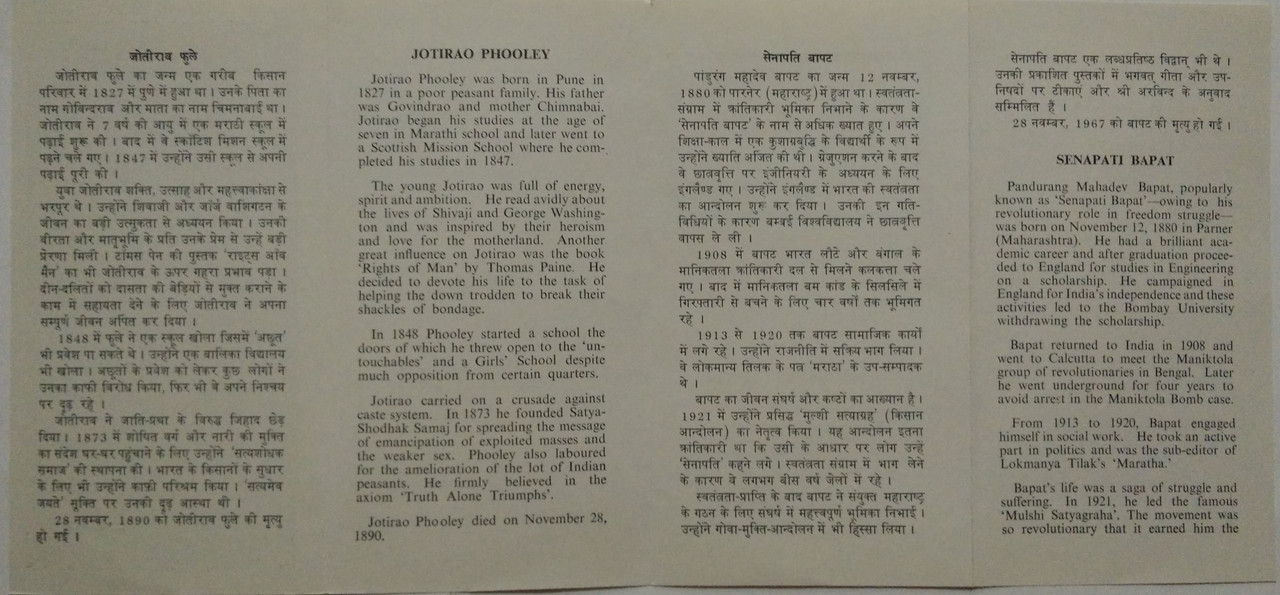 जोतीराव फुले
जोतीराव फुले का जन्म एक गरीब किसान
परिवार में 1827 में पुणे में हुआ था । उनके पिता का
नाम गोविन्दराव और माता का नाम चिमनाबाई था ।
जोतीराव ने 7 वर्ष की आयु में एक मराठी स्कूल में
पढ़ाई शुरू की । बाद में वे स्कॉटिश मिशन स्कूल में
पढ़ने चले गए । 1847 में उन्होंने उसी स्कूल से अपनी
पढ़ाई पूरी की ।
युवा जोतीराव शक्ति, उत्साह और महत्त्वाकांक्षा से
भरपूर थे । उन्होंने शिवाजी और जॉर्ज वाशिंगटन के
जीवन का बड़ी उत्सुकता से अध्ययन किया । उनकी
वीरता और मातृभूमि के प्रति उनके प्रेम से उन्हें बड़ी
प्रेरणा मिली । टॉमस पेन की पुस्तक 'राइट्स ऑव
मैन' का भी जोतीराव के ऊपर गहरा प्रभाव पड़ा ।
दीन-दलितों को दासता की बेड़ियों से मुक्त कराने के
काम में सहायता देने के लिए जोतीराव ने अपना
सम्पूर्ण जीवन अर्पित कर दिया ।
1848 में फुले ने एक स्कूल खोला जिसमें 'अछूत'
भी प्रवेश पा सकते थे । उन्होंने एक बालिका विद्यालय
भी खोला । अछूतों के प्रवेश को लेकर कुछ लोगों ने
उनका काफी विरोध किया, फिर भी वे अपने निश्चय
पर दृढ़ रहे ।
जोतीराव ने जाति-प्रथा के विरुद्ध जिहाद छेड़
दिया । 1873 में शोषित वर्ग और नारी की मुक्ति
का संदेश घर-घर पहुंचाने के लिए उन्होंने 'सत्यशोधक
समाज' की स्थापना की । भारत के किसानों के सुधार
के लिए भी उन्होंने काफ़ी परिश्रम किया । 'सत्यमेव
जयते' सूक्ति पर उनकी दृढ़ आस्था थी ।
28 नवम्बर, 1890 को जोतीराव फुले की मृत्यु
हो गई ।
JOTIRAO PHOOLEY
Jotirao Phooley was born in Pune in
1827 in a poor peasant family. His father
was Govindrao and mother Chimnabai.
Jotirao began his studies at the age of
seven in Marathi school and later went to
a Scottish Mission School where he com-
pleted his studies in 1847.
The young Jotirao was full of energy,
spirit and ambition. He read avidly about
the lives of Shivaji and George Washing-
ton and was inspired by their heroism
and love for the motherland. Another
great influence on Jotirao was the book
'Rights of Man' by Thomas Paine. He
decided to devote his life to the task of
helping the down trodden to break their
shackles of bondage.
In 1848 Phooley started a school the
doors of which he threw open to the 'un-
touchables' and a Girls' School despite
much opposition from certain quarters.
Jotirao carried on a crusade against
caste system. In 1873 he founded Satya-
Shodhak Samaj for spreading the message
of emancipation of exploited masses and
the weaker sex. Phooley also laboured
for the amelioration of the lot of Indian
peasants. He firmly believed in the
axiom 'Truth Alone Triumphs'.
Jotirao Phooley died on November 28,
1890.
सेनापति बापट
पांडुरंग महादेव बापट का जन्म 12 नवम्बर,
1880 को पारनेर (महाराष्ट्र) में हुआ था । स्वतंत्रता-
संग्राम में क्रांतिकारी भूमिका निभाने के कारण वे
'सेनापति बापट' के नाम से अधिक ख्यात हुए । अपने
शिक्षा-काल में एक कुशाग्रबुद्धि के विद्यार्थी के रूप में
उन्होंने ख्याति अर्जित की थी । ग्रेजुएशन करने के बाद
वे छात्रवृत्ति पर इंजीनियरी के अध्ययन के लिए
इंगलैण्ड गए । उन्होंने इंगलैण्ड में भारत की स्वतंत्रता
का आन्दोलन शुरू कर दिया । उनकी इन गति-
विधियों के कारण बम्बई विश्वविद्यालय ने छात्रवृत्ति
वापस ले ली ।
1908 में बापट भारत लौटे और बंगाल के
मानिकतला क्रांतिकारी दल से मिलने कलकत्ता चले
गए । बाद में मानिकतला बम कांड के सिलसिले में
गिरफ्तारी से बचने के लिए चार वर्षों तक भूमिगत
रहे ।
1913 से 1920 तक बापट सामाजिक कार्यों
में लगे रहे । उन्होंने राजनीति में सक्रिय भाग लिया ।
वे लोकमान्य तिलक के पत्र 'मराठा' के उप-सम्पादक
थे ।
बापट का जीवन संघर्ष और कष्टों का आख्यान है ।
1921 में उन्होंने प्रसिद्ध 'मुल्शी सत्याग्रह' (किसान
आन्दोलन) का नेतृत्व किया । यह आन्दोलन इतना
क्रांतिकारी था कि उसी के आधार पर लोग उन्हें
'सेनापति' कहने लगे । स्वतंत्रता संग्राम में भाग लेने
के कारण वे लगभग बीस वर्ष जेलों में रहे ।
स्वतंत्रता-प्राप्ति के बाद बापट ने संयुक्त महाराष्ट्र
के गठन के लिए संघर्ष में महत्त्वपूर्ण भूमिका निभाई ।
उन्होंने गोवा-मुक्ति-आन्दोलन में भी हिस्सा लिया ।
सेनापति बापट एक लब्धप्रतिष्ठ विद्वान् भी थे ।
उनकी प्रकाशित पुस्तकों में भगवत् गीता और उप-
निषदों पर टीकाएं और श्री अरविन्द के अनुवाद
सम्मिलित हैं ।
28 नवम्बर, 1967 को बापट की मृत्यु हो गई ।
SENAPATI BAPAT
Pandurang Mahadev Bapat, popularly
known as 'Senapati Bapat'—owing to his
revolutionary role in freedom struggle—
was born on November 12, 1880 in Parner
(Maharashtra). He had a brilliant aca-
demic career and after graduation procee-
ded to England for studies in Engineering
on a scholarship. He campaigned in
England for India's independence and these
activities led to the Bombay University
withdrawing the scholarship.
Bapat returned to India in 1908 and
went to Calcutta to meet the Maniktola
group of revolutionaries in Bengal. Later
he went underground for four years to
avoid arrest in the Maniktola Bomb case.
From 1913 to 1920, Bapat engaged
himself in social work. He took an active
part in politics and was the sub-editor of
Lokmanya Tilak's 'Maratha.'
Bapat's life was a saga of struggle and
suffering. In 1921, he led the famous
'Mulshi Satyagraha'. The movement was
so revolutionary that it earned him the